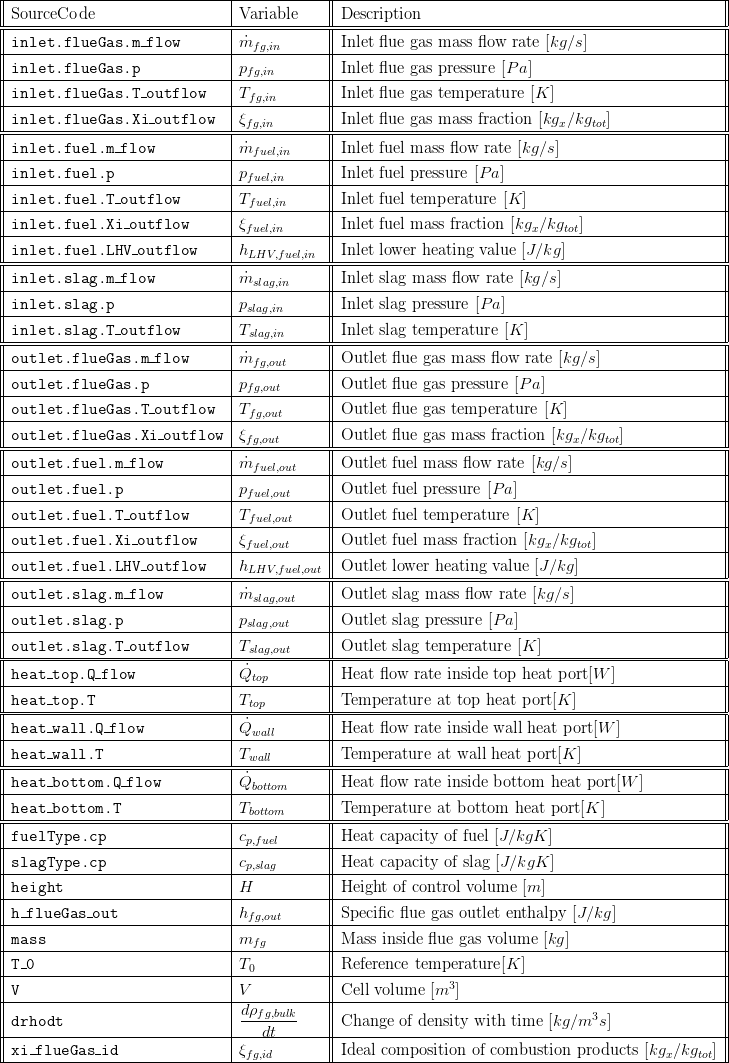 SourceCode Variable Description
inlet.flueGas.m_flow ṁ_{fg,in} Inlet flue gas mass flow rate [kg/s]
inlet.flueGas.p p_{fg,in} Inlet flue gas pressure [Pa]
inlet.flueGas.T_outflow T_{fg,in} Inlet flue gas temperature [K]
inlet.flueGas.Xi_outflow ξ_{fg,in} Inlet flue gas mass fraction [kg_x/kg_{tot}]
inlet.fuel.m_flow ṁ_{fuel,in} Inlet fuel mass flow rate [kg/s]
inlet.fuel.p p_{fuel,in} Inlet fuel pressure [Pa]
inlet.fuel.T_outflow T_{fuel,in} Inlet fuel temperature [K]
inlet.fuel.Xi_outflow ξ_{fuel,in} Inlet fuel mass fraction [kg_x/kg_{tot}]
inlet.fuel.LHV_outflow h_{LHV,fuel,in} Inlet lower heating value [J/kg]
inlet.slag.m_flow ṁ_{slag,in} Inlet slag mass flow rate [kg/s]
inlet.slag.p p_{slag,in} Inlet slag pressure [Pa]
inlet.slag.T_outflow T_{slag,in} Inlet slag temperature [K]
outlet.flueGas.m_flow ṁ_{fg,out} Outlet flue gas mass flow rate [kg/s]
outlet.flueGas.p p_{fg,out} Outlet flue gas pressure [Pa]
outlet.flueGas.T_outflow T_{fg,out} Outlet flue gas temperature [K]
outlet.flueGas.Xi_outflow ξ_{fg,out} Outlet flue gas mass fraction [kg_x/kg_{tot}]
outlet.fuel.m_flow ṁ_{fuel,out} Outlet fuel mass flow rate [kg/s]
outlet.fuel.p p_{fuel,out} Outlet fuel pressure [Pa]
outlet.fuel.T_outflow T_{fuel,out} Outlet fuel temperature [K]
outlet.fuel.Xi_outflow ξ_{fuel,out} Outlet fuel mass fraction [kg_x/kg_{tot}]
outlet.fuel.LHV_outflow h_{LHV,fuel,out} Outlet lower heating value [J/kg]
outlet.slag.m_flow ṁ_{slag,out} Outlet slag mass flow rate [kg/s]
outlet.slag.p p_{slag,out} Outlet slag pressure [Pa]
outlet.slag.T_outflow T_{slag,out} Outlet slag temperature [K]
heat_top.Q_flow Q̇_{top} Heat flow rate inside top heat port[W]
heat_top.T T_{top} Temperature at top heat port[K]
heat_wall.Q_flow Q̇_{wall} Heat flow rate inside wall heat port[W]
heat_wall.T T_{wall} Temperature at wall heat port[K]
heat_bottom.Q_flow Q̇_{bottom} Heat flow rate inside bottom heat port[W]
heat_bottom.T T_{bottom} Temperature at bottom heat port[K]
fuelType.cp c_{p,fuel} Heat capacity of fuel [J/kgK]
slagType.cp c_{p,slag} Heat capacity of slag [J/kgK]
height H Height of control volume [m]
h_flueGas_out h_{fg,out} Specific flue gas outlet enthalpy [J/kg]
mass m_{fg} Mass inside flue gas volume [kg]
T_0 T_0 Reference temperature[K]
V V Cell volume [m³]
drhodt dρ_{fg,bulk}/dt Change of density with time [kg/m³s]
xi_flueGas_id ξ_{fg,id} Ideal composition of combustion products [kg_x/kg_{tot}]